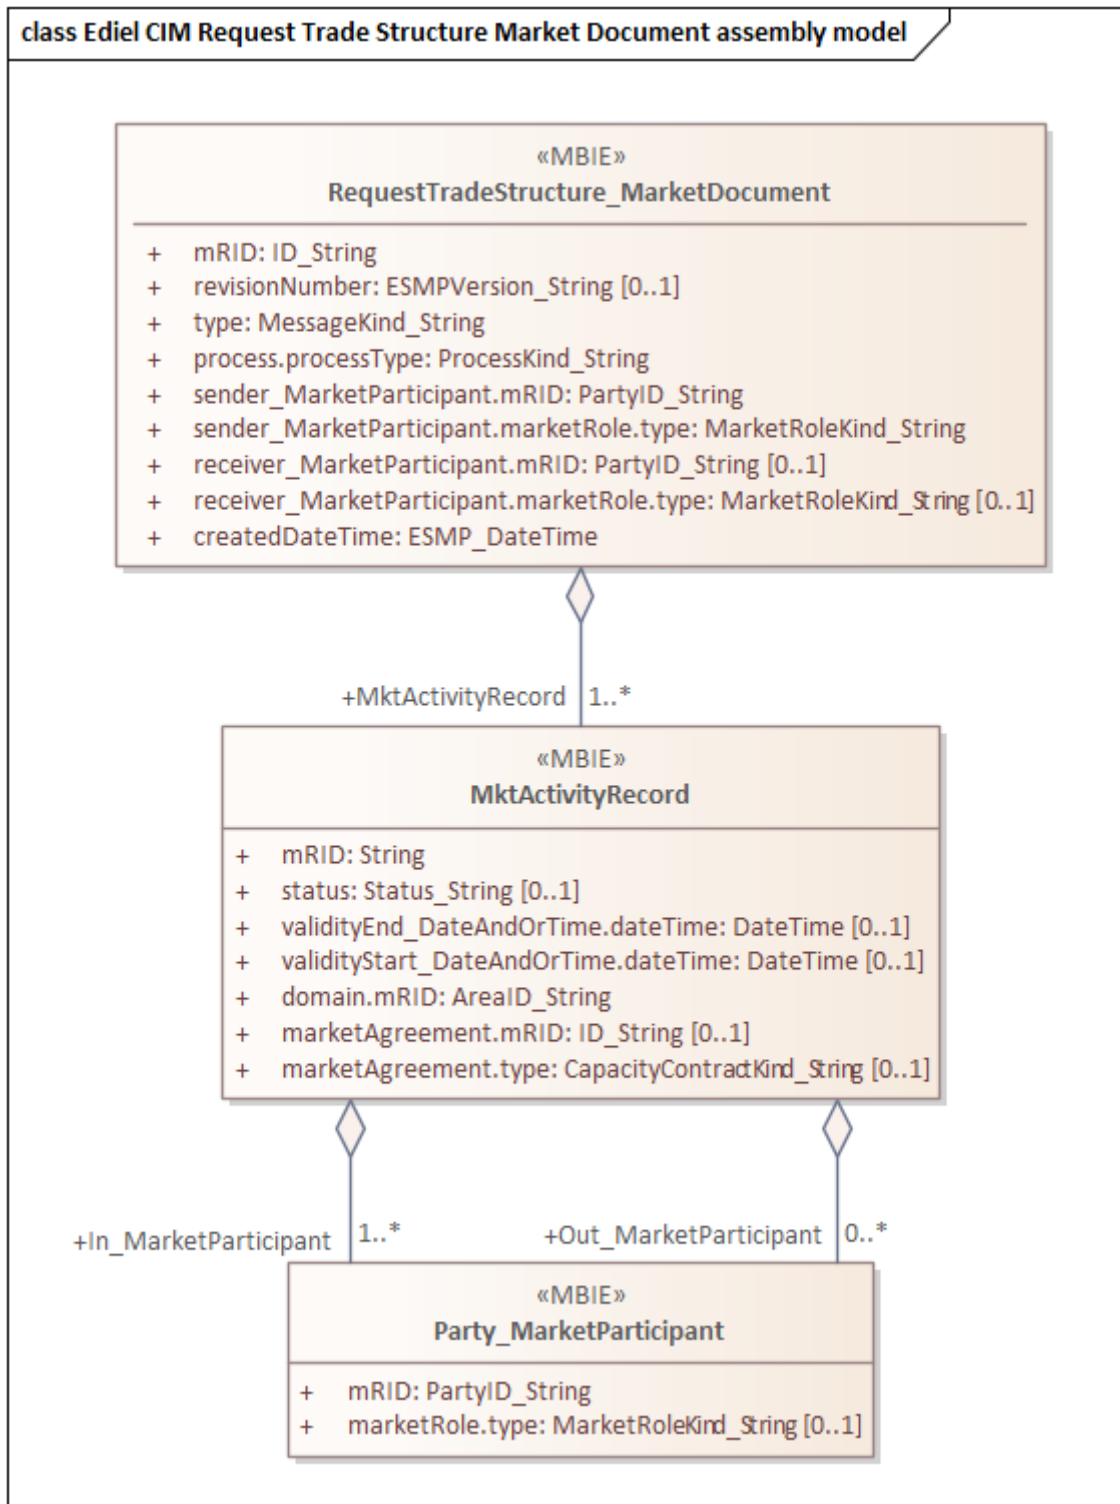 class Ediel CIM Request Trade Structure Market Document assembly model
«MBIE»
RequestTradeStructure_MarketDocument
+ mRID: ID_String
+ revisionNumber: ESMPVersion_String [0..1]
+ type: MessageKind_String
+ process.processType: ProcessKind_String
+ sender_MarketParticipant.mRID: PartyID_String
+ sender_MarketParticipant.marketRole.type: MarketRoleKind_String
+ receiver_MarketParticipant.mRID: PartyID_String [0..1]
+ receiver_MarketParticipant.marketRole.type: MarketRoleKind_String [0..1]
+ createdDateTime: ESMP_DateTime
+MktActivityRecord 1..*
«MBIE»
MktActivityRecord
+ mRID: String
+ status: Status_String [0..1]
+ validityEnd_DateAndOrTime.dateTime: DateTime [0..1]
+ validityStart_DateAndOrTime.dateTime: DateTime [0..1]
+ domain.mRID: AreaID_String
+ marketAgreement.mRID: ID_String [0..1]
+ marketAgreement.type: CapacityContractKind_String [0..1]
+In_MarketParticipant 1..* +Out_MarketParticipant 0..*
«MBIE»
Party_MarketParticipant
+ mRID: PartyID_String
+ marketRole.type: MarketRoleKind_String [0..1]